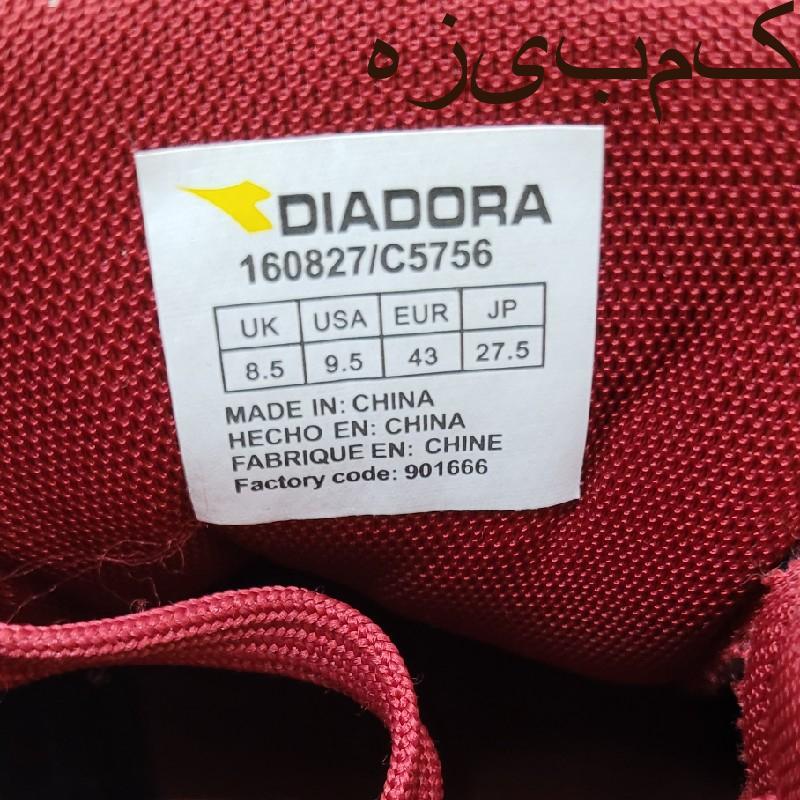 کمبیزه
DIADORA
160827/C5756
UK USA EUR JP
8.5 9.5 43 27.5
MADE IN: CHINA
HECHO EN: CHINA
FABRIQUE EN: CHINE
Factory code: 901666